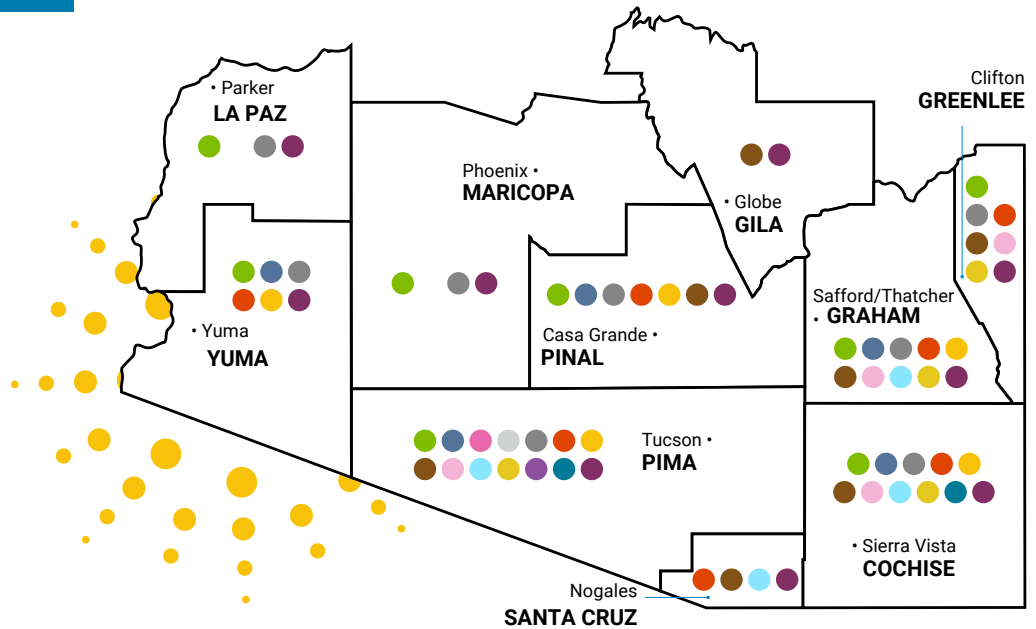 • Parker
LA PAZ
Clifton
GREENLEE
Phoenix •
MARICOPA
• Globe
GILA
• Yuma
YUMA
Casa Grande •
PINAL
Safford/Thatcher
• GRAHAM
Tucson •
PIMA
• Sierra Vista
COCHISE
Nogales
SANTA CRUZ